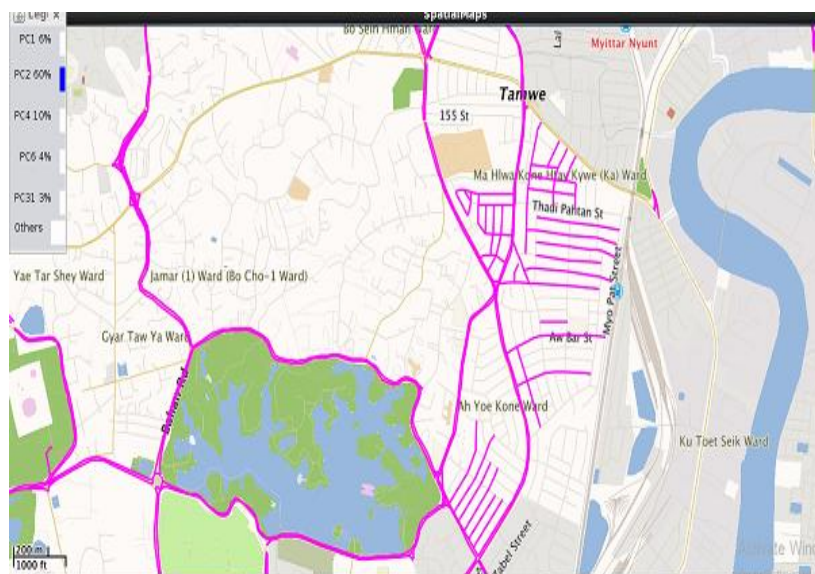 Legi x
SpatialMaps
PC1 6%
PC2 60%
PC4 10%
PC6 4%
PC31 3%
Others
Bo Sein Hman Ward
Myittar Nyunt
Tamwe
155 St
Ma Hlwa Kone Htay Kywe (Ka) Ward
Thadi Pahtan St
Yae Tar Shey Ward
Jamar (1) Ward (Bo Cho-1 Ward)
Myo Pat Street
Gyar Taw Ya Ward
Aw Bar St
Bahan Rd
Ah Yoe Kone Ward
Ku Toet Seik Ward
Zabel Street
200 m
1000 ft